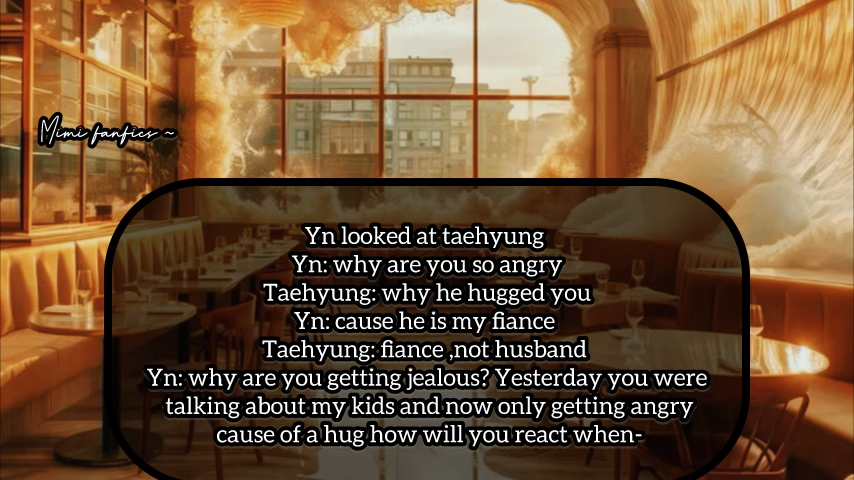 Mimi fanfics ~
Yn looked at taehyung
Yn: why are you so angry
Taehyung: why he hugged you
Yn: cause he is my fiance
Taehyung: fiance ,not husband
Yn: why are you getting jealous? Yesterday you were
talking about my kids and now only getting angry
cause of a hug how will you react when-